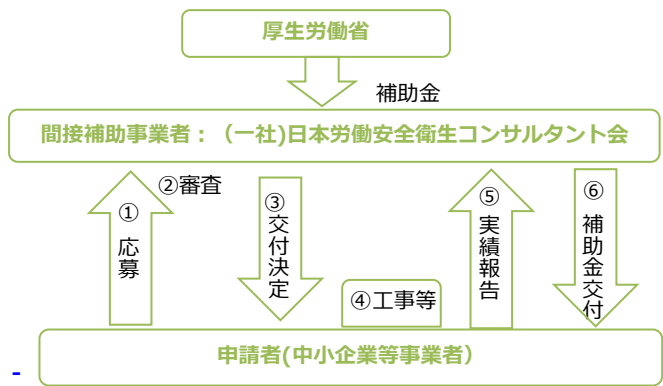 厚生労働省
補助金
間接補助事業者：（一社)日本労働安全衛生コンサルタント会
②審査
①応募
③交付決定
④工事等
⑤実績報告
⑥補助金交付
申請者(中小企業等事業者）
-